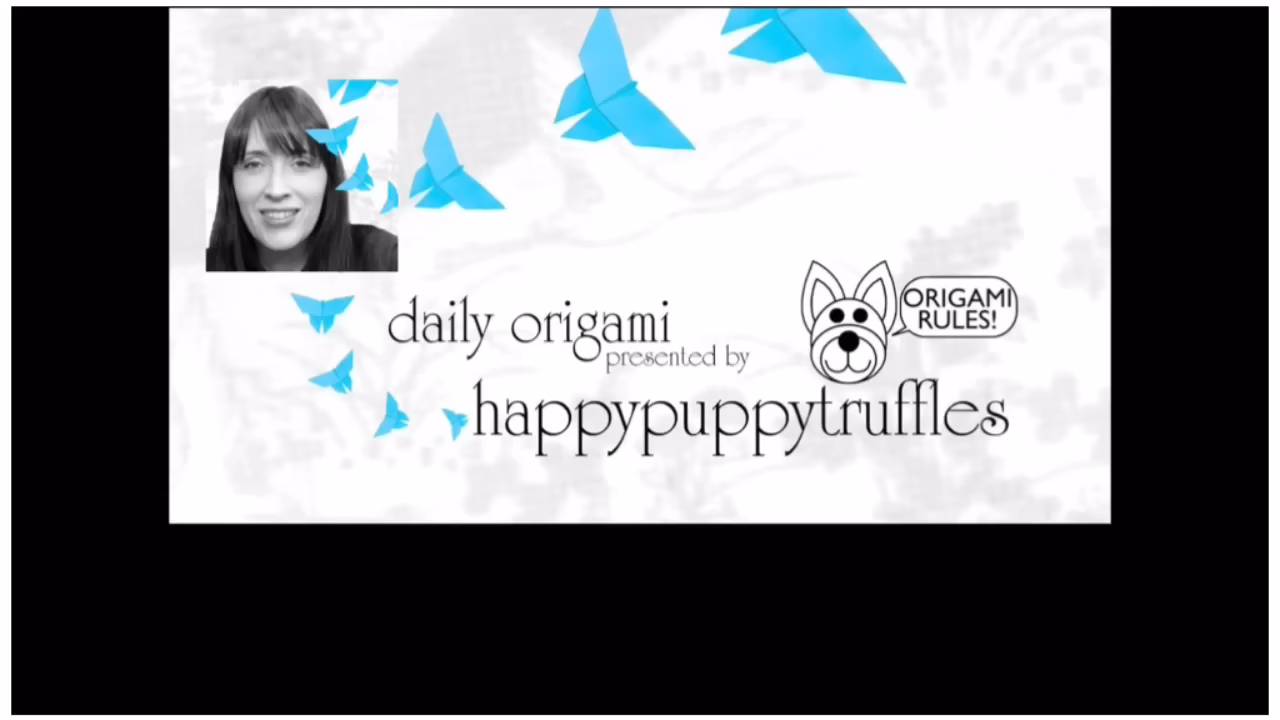 daily origami
presented by
happypuppytruffles
ORIGAMI
RULES!